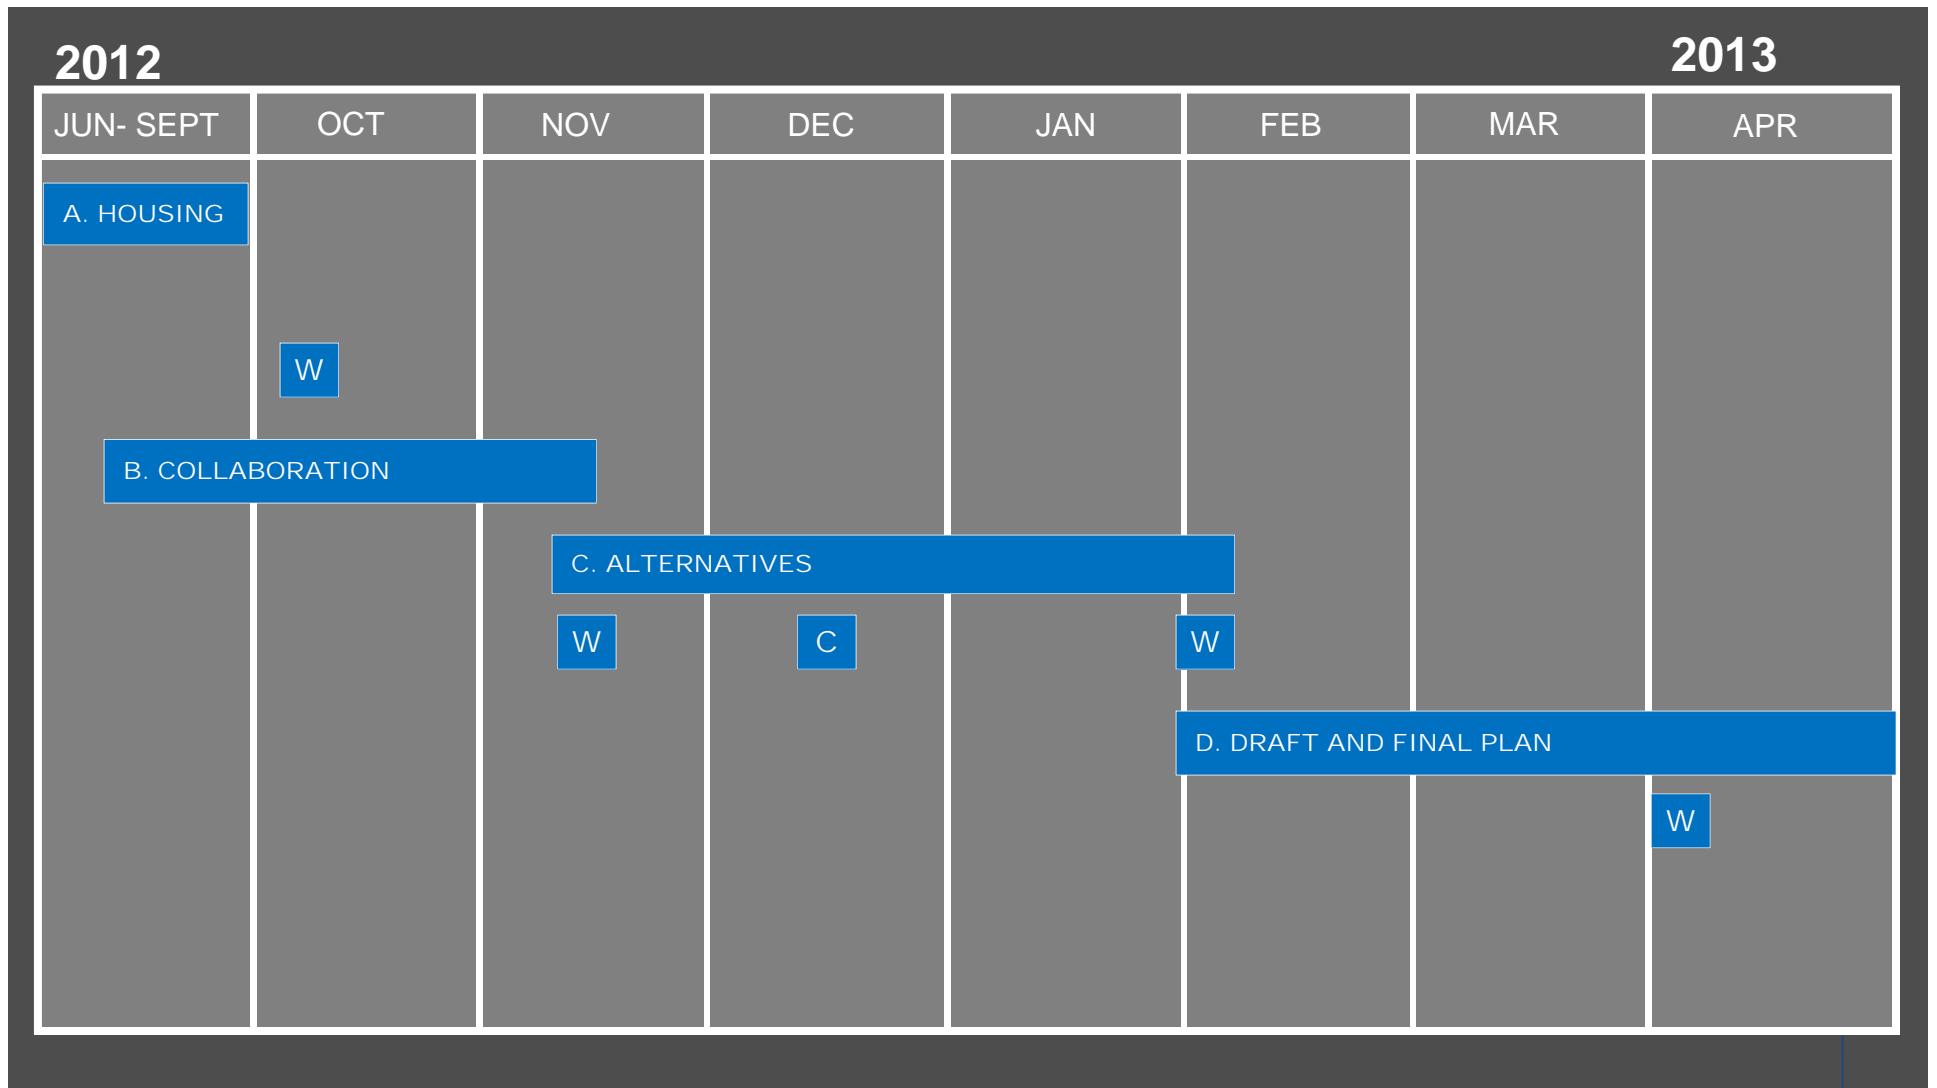 2012
2013
JUN- SEPT OCT NOV DEC JAN FEB MAR APR
A. HOUSING
W
B. COLLABORATION
C. ALTERNATIVES
W C W
D. DRAFT AND FINAL PLAN
W